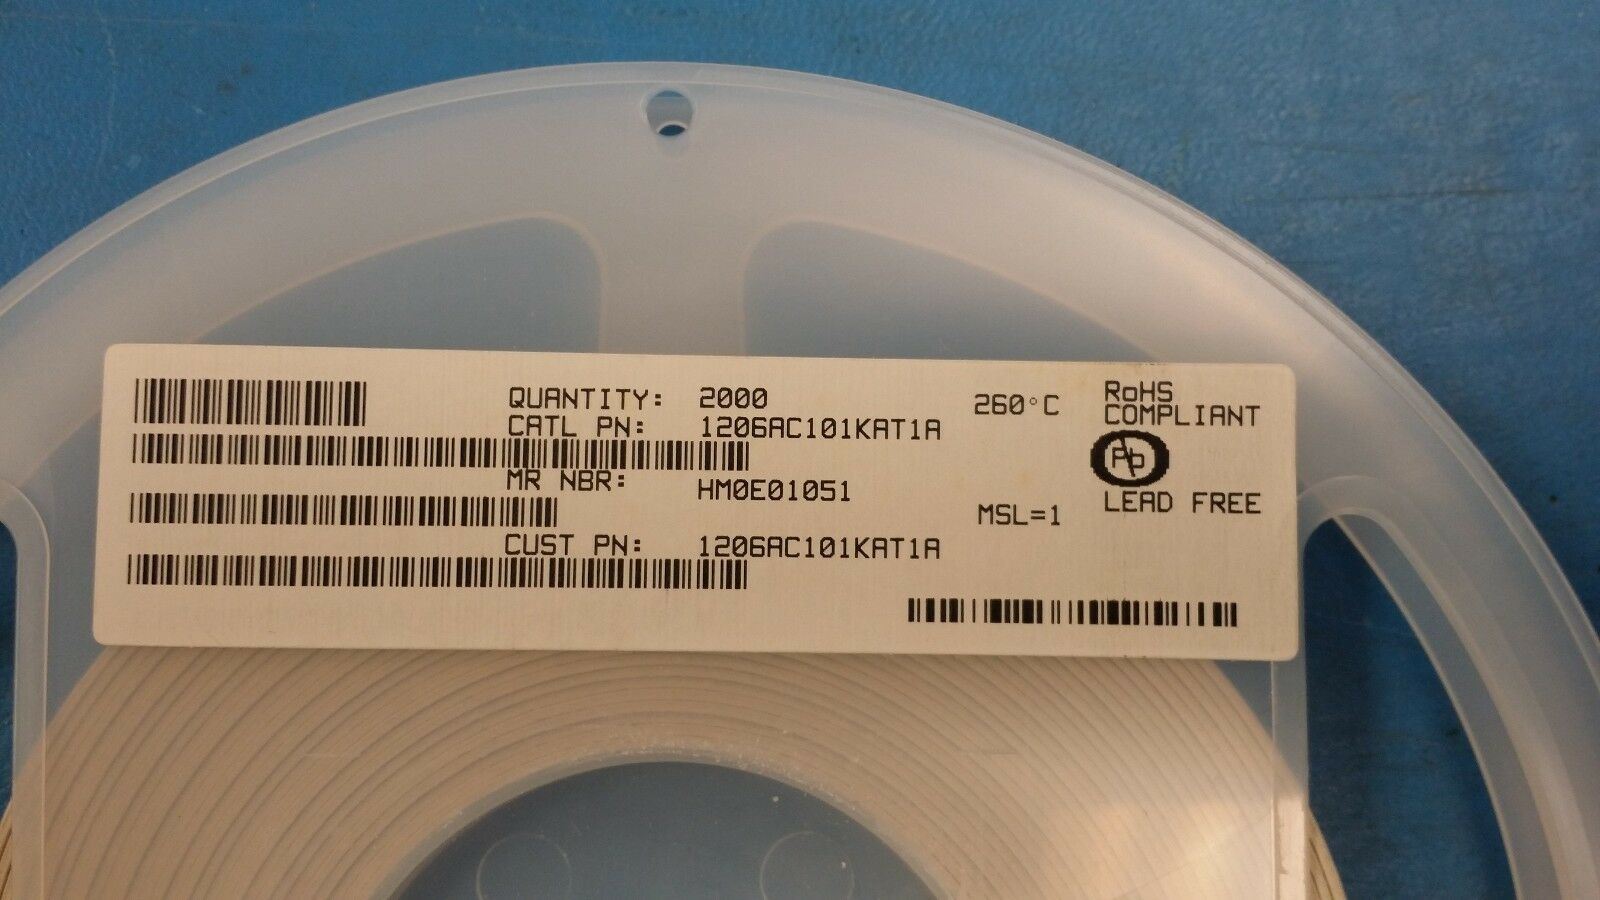 QUANTITY: 2000
CATL PN: 1206AC101KAT1A
MR NBR: HM0E01051
CUST PN: 1206AC101KAT1A
260°C
MSL=1
RoHS
COMPLIANT
Pb
LEAD FREE